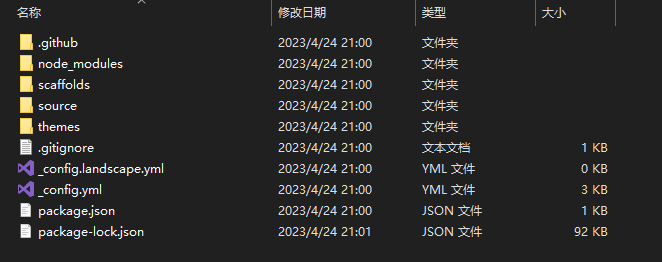 名称 修改日期 类型 大小
.github 2023/4/24 21:00 文件夹
node_modules 2023/4/24 21:00 文件夹
scaffolds 2023/4/24 21:00 文件夹
source 2023/4/24 21:00 文件夹
themes 2023/4/24 21:00 文件夹
.gitignore 2023/4/24 21:00 文本文档 1 KB
_config.landscape.yml 2023/4/24 21:00 YML 文件 0 KB
_config.yml 2023/4/24 21:00 YML 文件 3 KB
package.json 2023/4/24 21:00 JSON 文件 1 KB
package-lock.json 2023/4/24 21:01 JSON 文件 92 KB